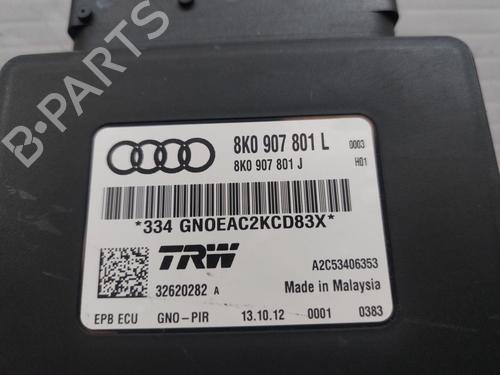 B-PARTS
8K0 907 801 L 0003
8K0 907 801 J H01
*334 GNOEAC2KCD83X*
TRW A2C53406353
32620282 A Made in Malaysia
EPB ECU GNO-PIR 13.10.12 0001 0383